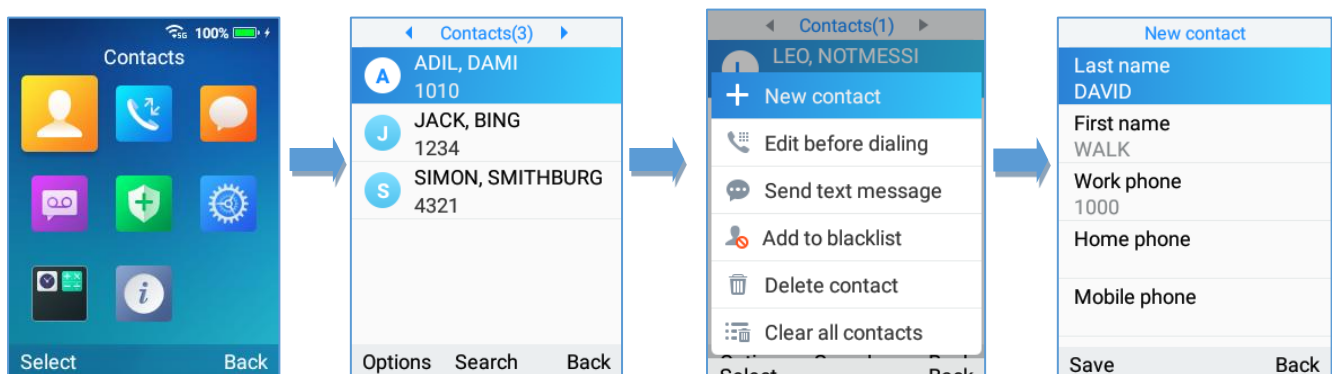 5G 100%
Contacts
i
Select Back
Contacts(3)
A ADIL, DAMI
1010
J JACK, BING
1234
S SIMON, SMITHBURG
4321
Options Search Back
Contacts(1)
L LEO, NOTMESSI
New contact
Edit before dialing
Send text message
Add to blacklist
Delete contact
Clear all contacts
Select Back
New contact
Last name
DAVID
First name
WALK
Work phone
1000
Home phone
Mobile phone
Save Back